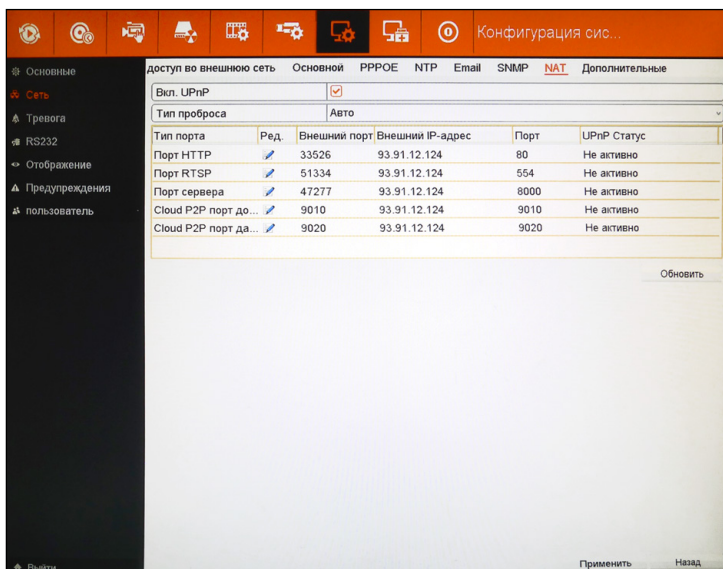 Конфигурация сис...
Основные
Сеть
Тревога
RS232
Отображение
Предупреждения
пользователь
Выйти
доступ во внешнюю сеть Основной PPPOE NTP Email SNMP NAT Дополнительные
Вкл. UPnP
Тип проброса Авто
Тип порта Ред. Внешний порт Внешний IP-адрес Порт UPnP Статус
Порт HTTP 33526 93.91.12.124 80 Не активно
Порт RTSP 51334 93.91.12.124 554 Не активно
Порт сервера 47277 93.91.12.124 8000 Не активно
Cloud P2P порт до... 9010 93.91.12.124 9010 Не активно
Cloud P2P порт да... 9020 93.91.12.124 9020 Не активно
Обновить
Применить Назад